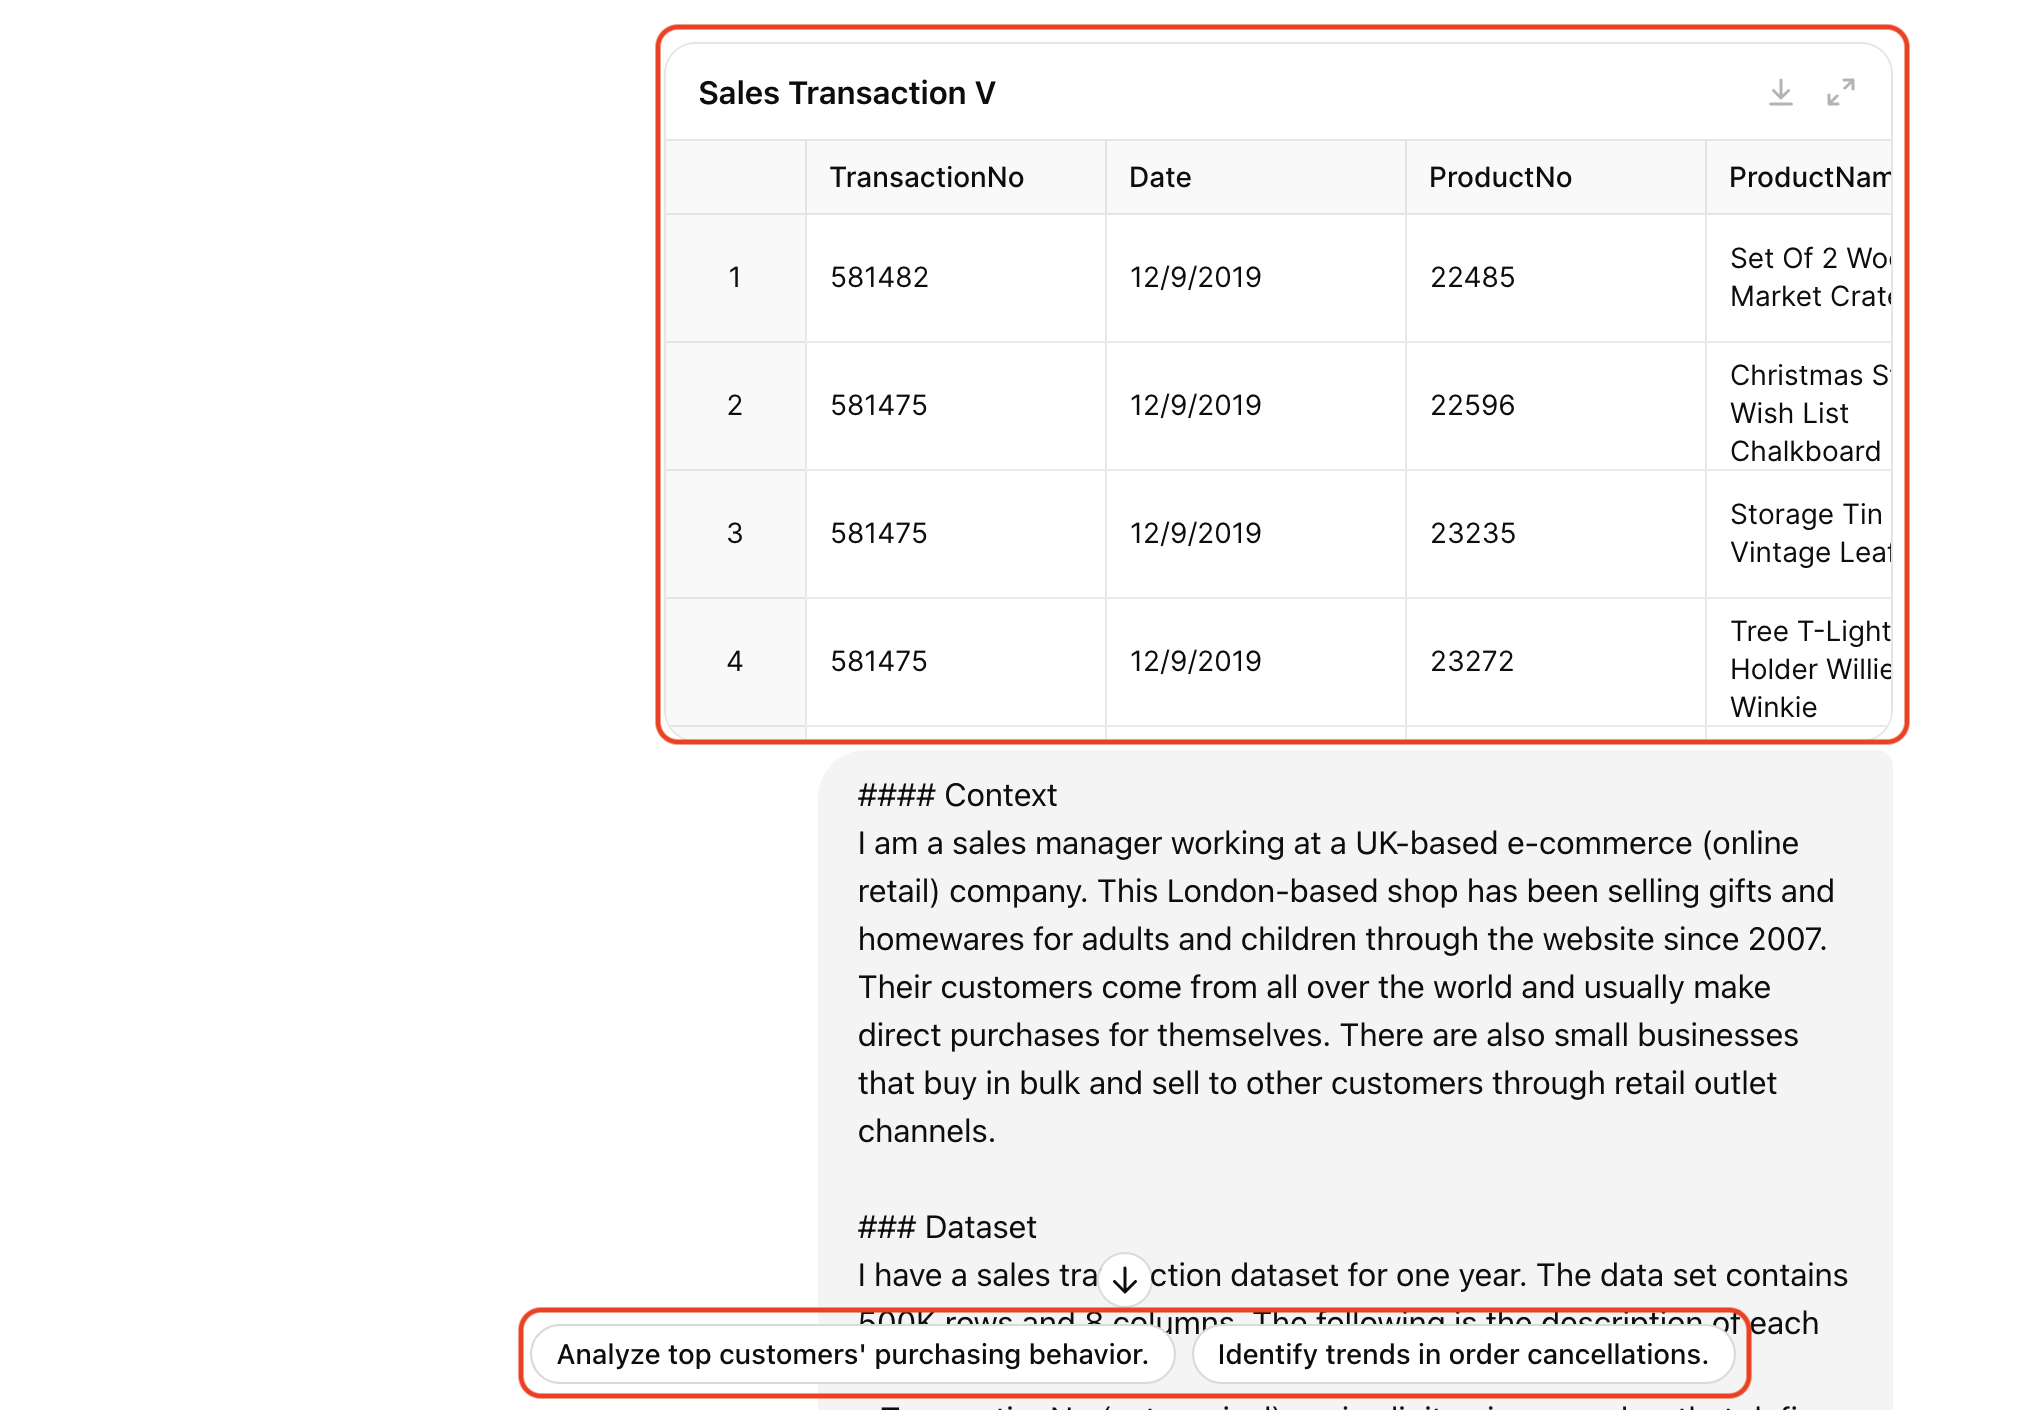 Sales Transaction V
TransactionNo Date ProductNo ProductNam
1 581482 12/9/2019 22485 Set Of 2 Woo
Market Crate
2 581475 12/9/2019 22596 Christmas
Wish List
Chalkboard
3 581475 12/9/2019 23235 Storage Tin
Vintage Leaf
4 581475 12/9/2019 23272 Tree T-Light
Holder Willie
Winkie
#### Context
I am a sales manager working at a UK-based e-commerce (online
retail) company. This London-based shop has been selling gifts and
homewares for adults and children through the website since 2007.
Their customers come from all over the world and usually make
direct purchases for themselves. There are also small businesses
that buy in bulk and sell to other customers through retail outlet
channels.
### Dataset
I have a sales tra ction dataset for one year. The data set contains
500K rows and 8 columns. The following is the description of each
Analyze top customers' purchasing behavior. Identify trends in order cancellations.